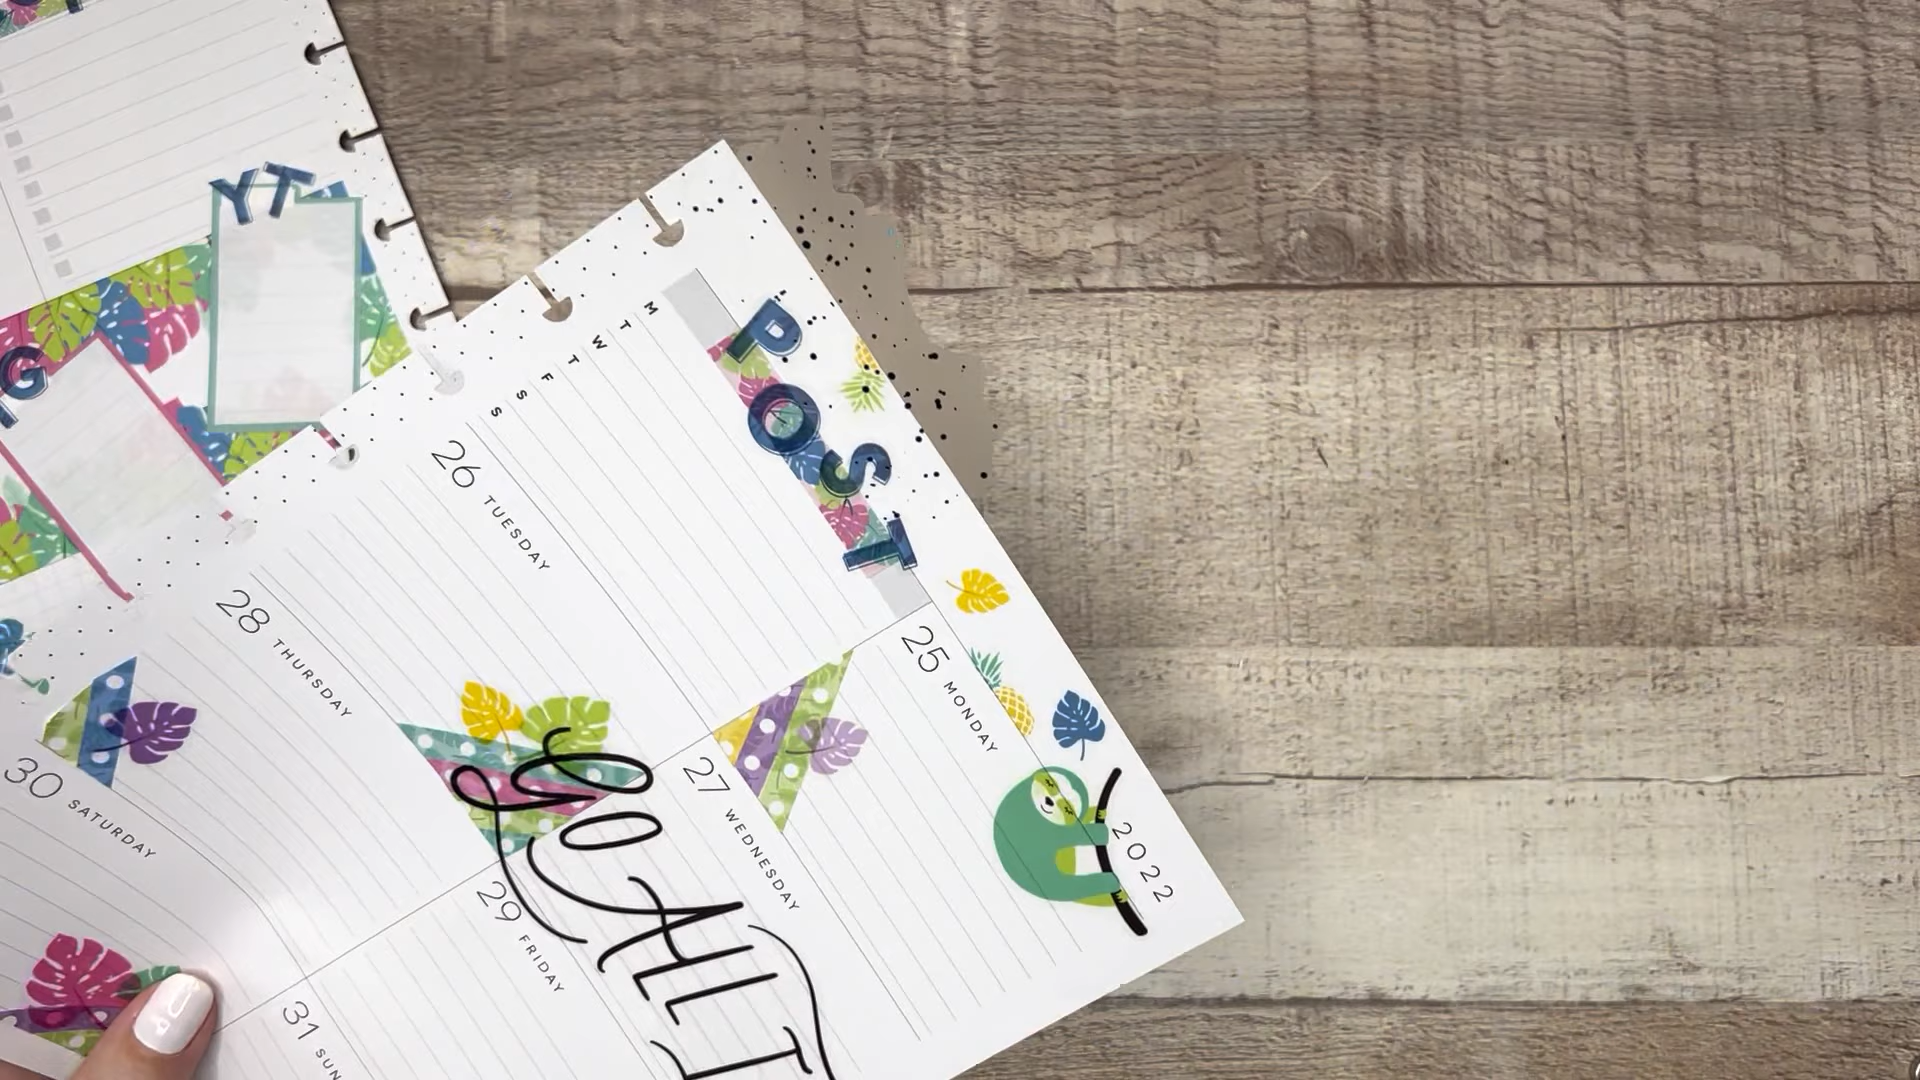 YT
G
POST
M
T
W
T
F
S
S
25 MONDAY
26 TUESDAY
27 WEDNESDAY
28 THURSDAY
29 FRIDAY
30 SATURDAY
31 SUN
2022